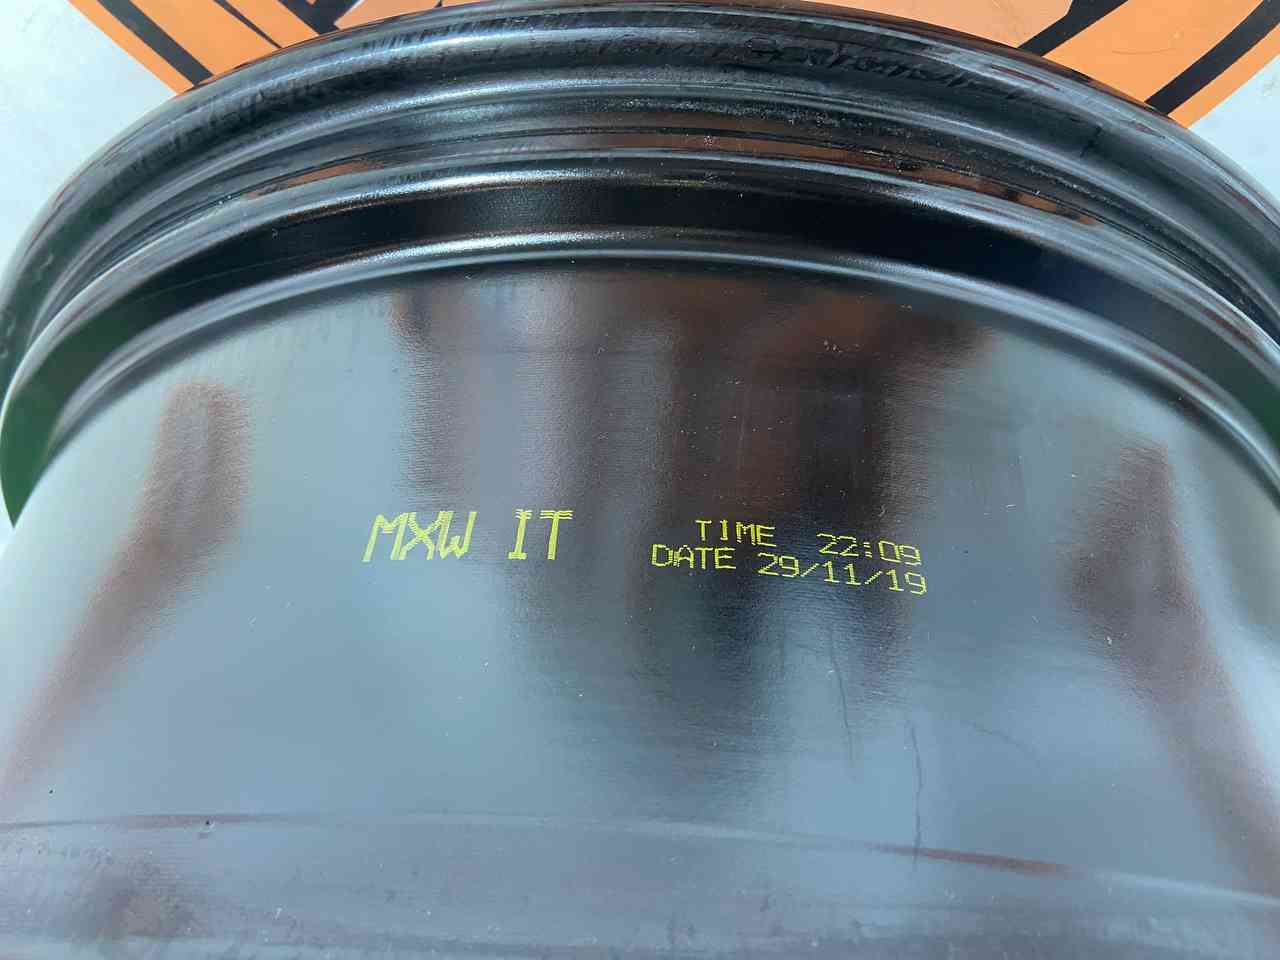 MXW IT
TIME 22:09
DATE 29/11/19